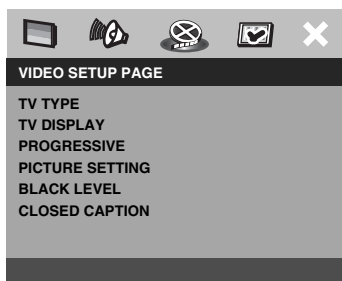 VIDEO SETUP PAGE
TV TYPE
TV DISPLAY
PROGRESSIVE
PICTURE SETTING
BLACK LEVEL
CLOSED CAPTION